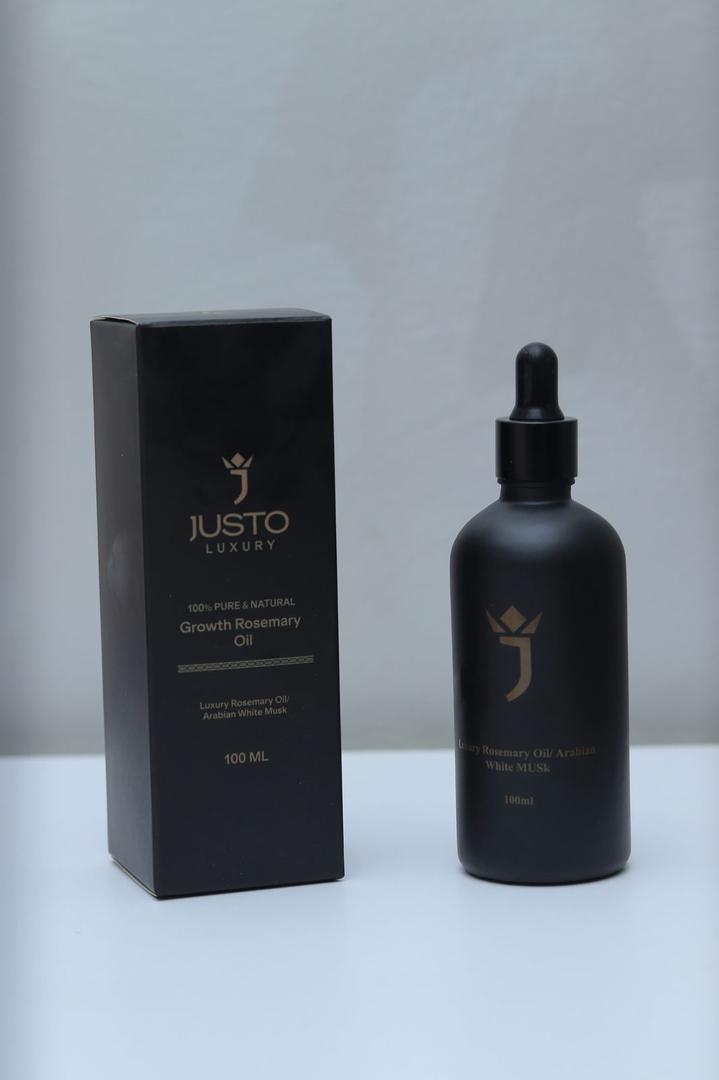 JUSTO
LUXURY
100% PURE & NATURAL
Growth Rosemary
Oil
Luxury Rosemary Oil/
Arabian White Musk
100 ML
Luxury Rosemary Oil/ Arabian
White MUSk
100ml